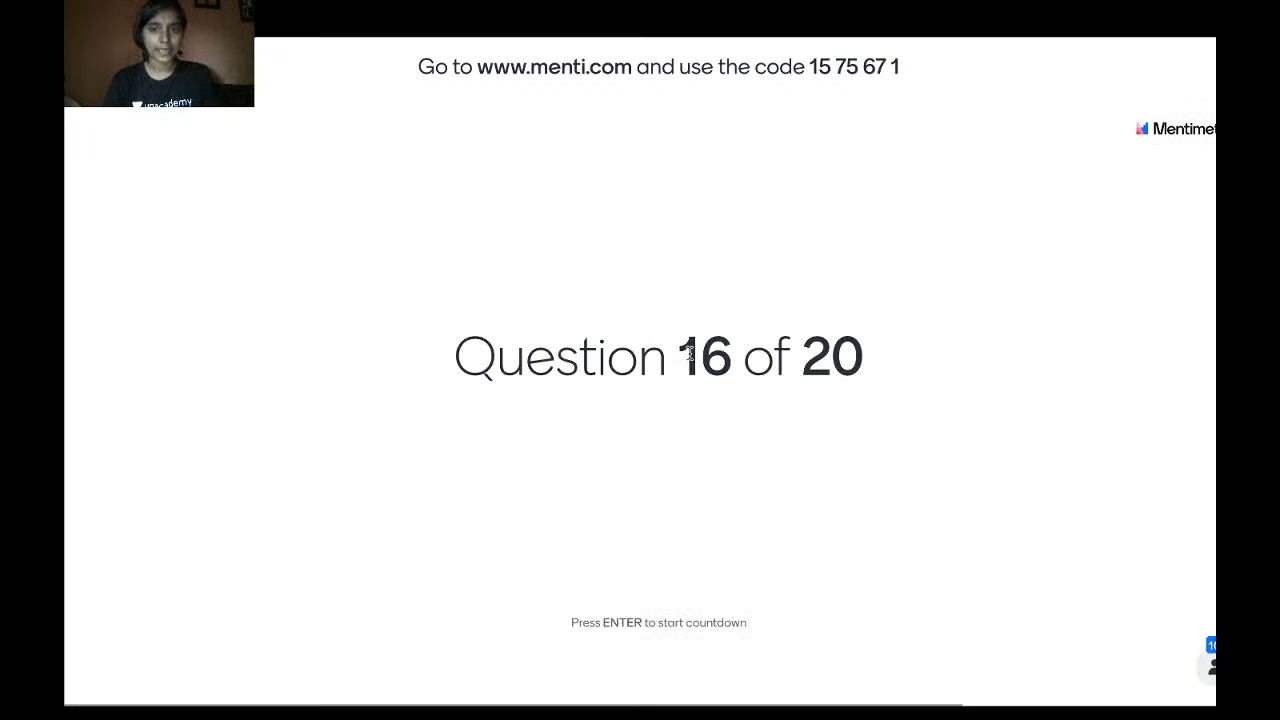 Go to www.menti.com and use the code 15 75 67 1
unacademy
Mentimet
Question 16 of 20
Press ENTER to start countdown